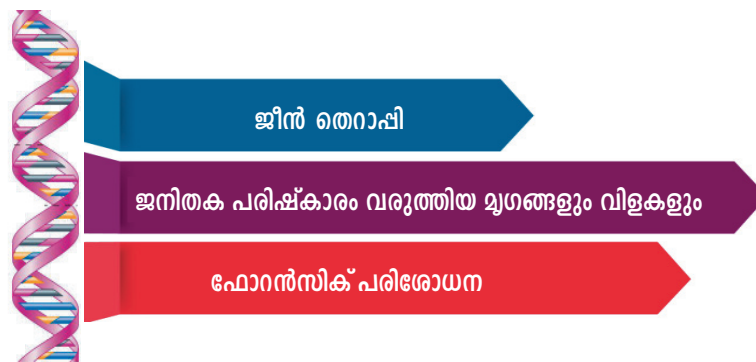 ജീൻ തെറാപ്പി
ജനിതക പരിഷ്കാരം വരുത്തിയ മൃഗങ്ങളും വിളകളും
ഫോറൻസിക് പരിശോധന